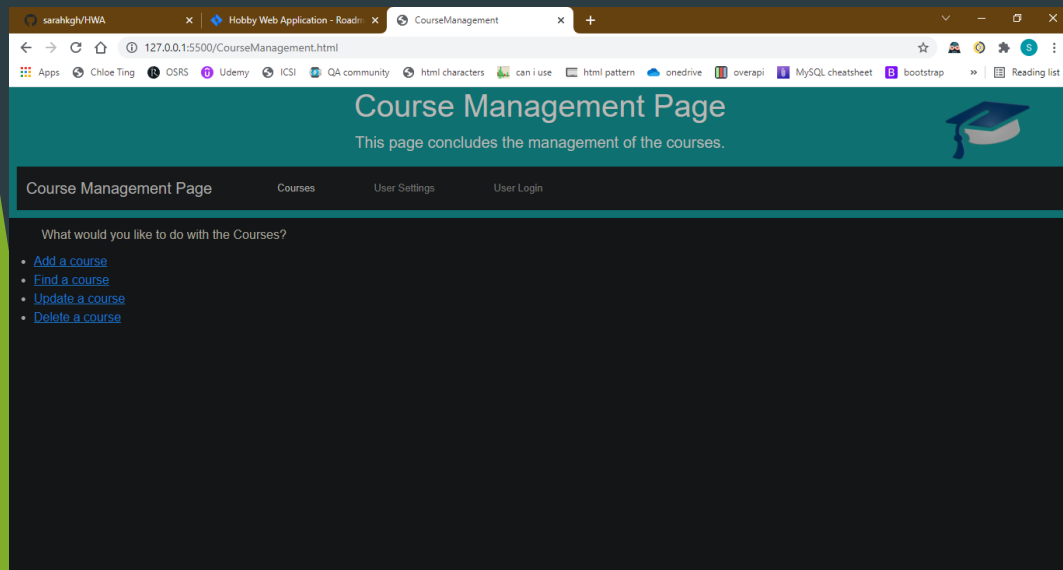 sarahkgh/HWA Hobby Web Application - Roadm CourseManagement
127.0.0.1:5500/CourseManagement.html S
Apps Chloe Ting R OSRS Udemy ICSI QA community html characters can i use html pattern onedrive overapi MySQL cheatsheet B bootstrap » Reading list
Course Management Page
This page concludes the management of the courses.
Course Management Page Courses User Settings User Login
What would you like to do with the Courses?
• Add a course
• Find a course
• Update a course
• Delete a course